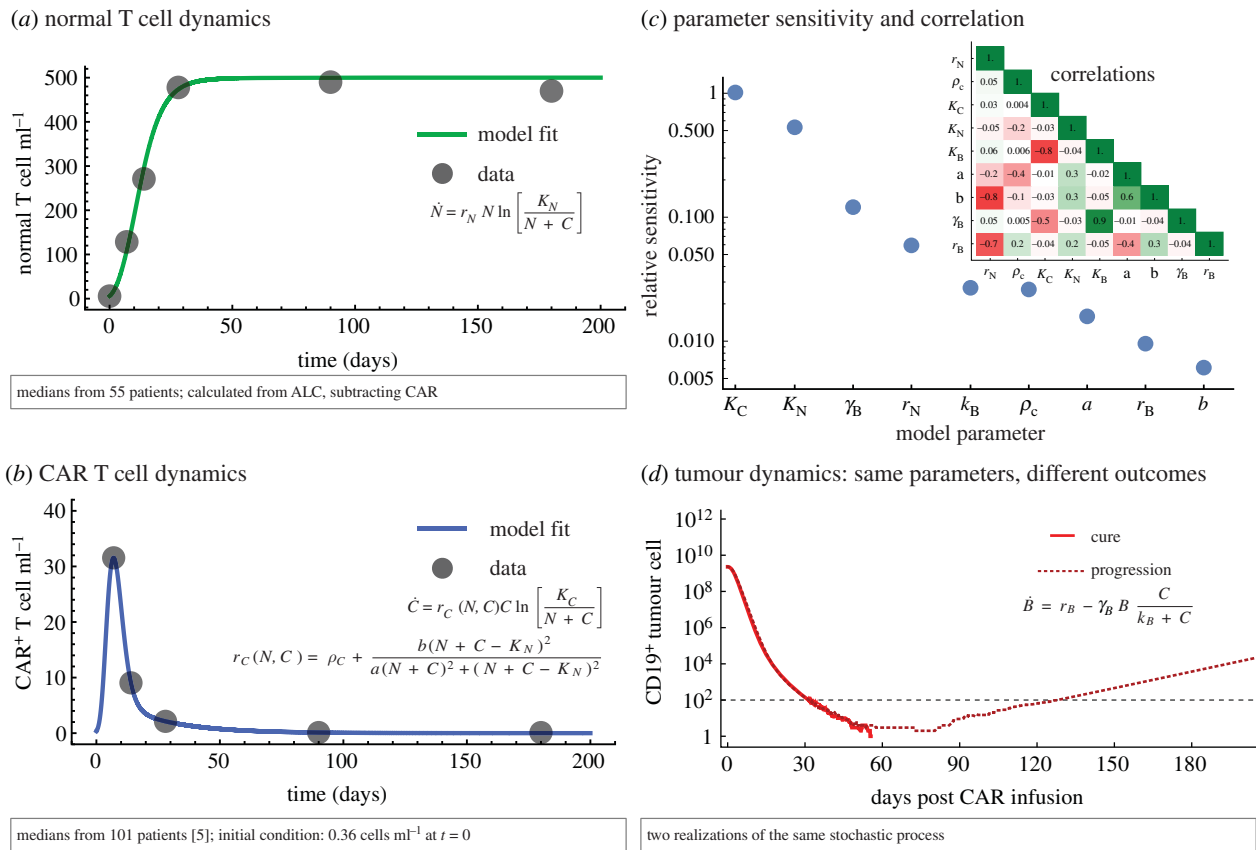 (a) normal T cell dynamics
500
400
300
200
100
0
normal T cell ml⁻¹
model fit
data
Ṅ = r_N N ln [ K_N / (N + C) ]
0 50 100 150 200
time (days)
medians from 55 patients; calculated from ALC, subtracting CAR
(b) CAR T cell dynamics
40
30
20
10
0
CAR⁺ T cell ml⁻¹
model fit
data
Ċ = r_C (N, C)C ln [ K_C / (N + C) ]
r_C (N, C) = ρ_C + b(N + C − K_N)² / (a(N + C)² + (N + C − K_N)²)
0 50 100 150 200
time (days)
medians from 101 patients [5]; initial condition: 0.36 cells ml⁻¹ at t = 0
(c) parameter sensitivity and correlation
1
0.500
0.100
0.050
0.010
0.005
relative sensitivity
correlations
r_N 1.
ρ_c 0.05 1.
K_C 0.03 0.004 1.
K_N −0.05 −0.2 −0.03 1.
K_B 0.06 0.006 −0.8 −0.04 1.
a −0.2 −0.4 −0.01 0.3 −0.02 1.
b −0.8 −0.1 −0.03 0.3 −0.05 0.6 1.
γ_B 0.05 0.005 −0.5 −0.03 0.9 −0.01 −0.04 1.
r_B −0.7 0.2 −0.04 0.2 −0.05 −0.4 0.3 −0.04 1.
r_N ρ_c K_C K_N K_B a b γ_B r_B
K_C K_N γ_B r_N k_B ρ_c a r_B b
model parameter
(d) tumour dynamics: same parameters, different outcomes
10¹²
10¹⁰
10⁸
10⁶
10⁴
10²
1
CD19⁺ tumour cell
cure
progression
Ḃ = r_B − γ_B B C / (k_B + C)
0 30 60 90 120 150 180
days post CAR infusion
two realizations of the same stochastic process